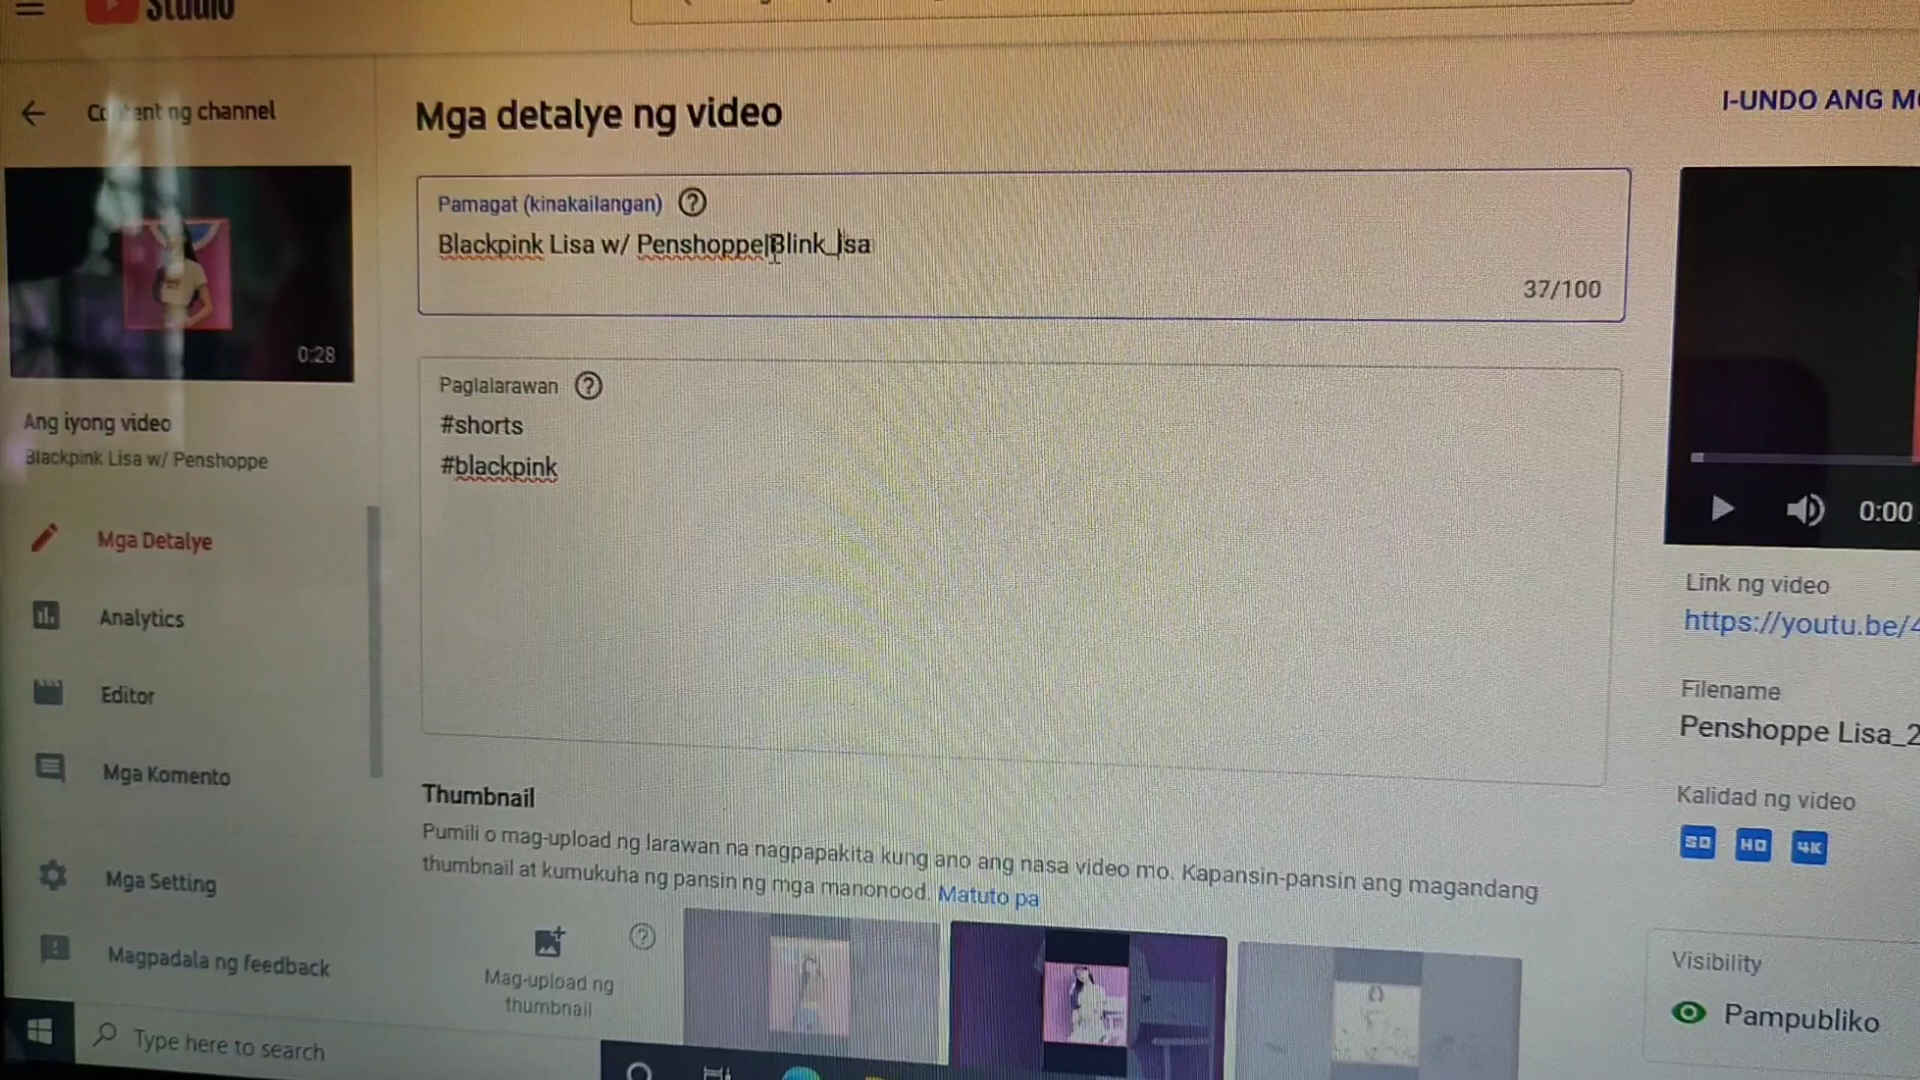 Studio
Content ng channel
0:28
Ang iyong video
Blackpink Lisa w/ Penshoppe
Mga Detalye
Analytics
Editor
Mga Komento
Mga Setting
Magpadala ng feedback
Type here to search
Mga detalye ng video
Pamagat (kinakailangan)
Blackpink Lisa w/ Penshoppe|Blink_lsa
37/100
Paglalarawan
#shorts
#blackpink
Thumbnail
Pumili o mag-upload ng larawan na nagpapakita kung ano ang nasa video mo. Kapansin-pansin ang magandang
thumbnail at kumukuha ng pansin ng mga manonood. Matuto pa
Mag-upload ng
thumbnail
I-UNDO ANG
0:00
Link ng video
https://youtu.be/4
Filename
Penshoppe Lisa_2
Kalidad ng video
SD HD 4K
Visibility
Pampubliko